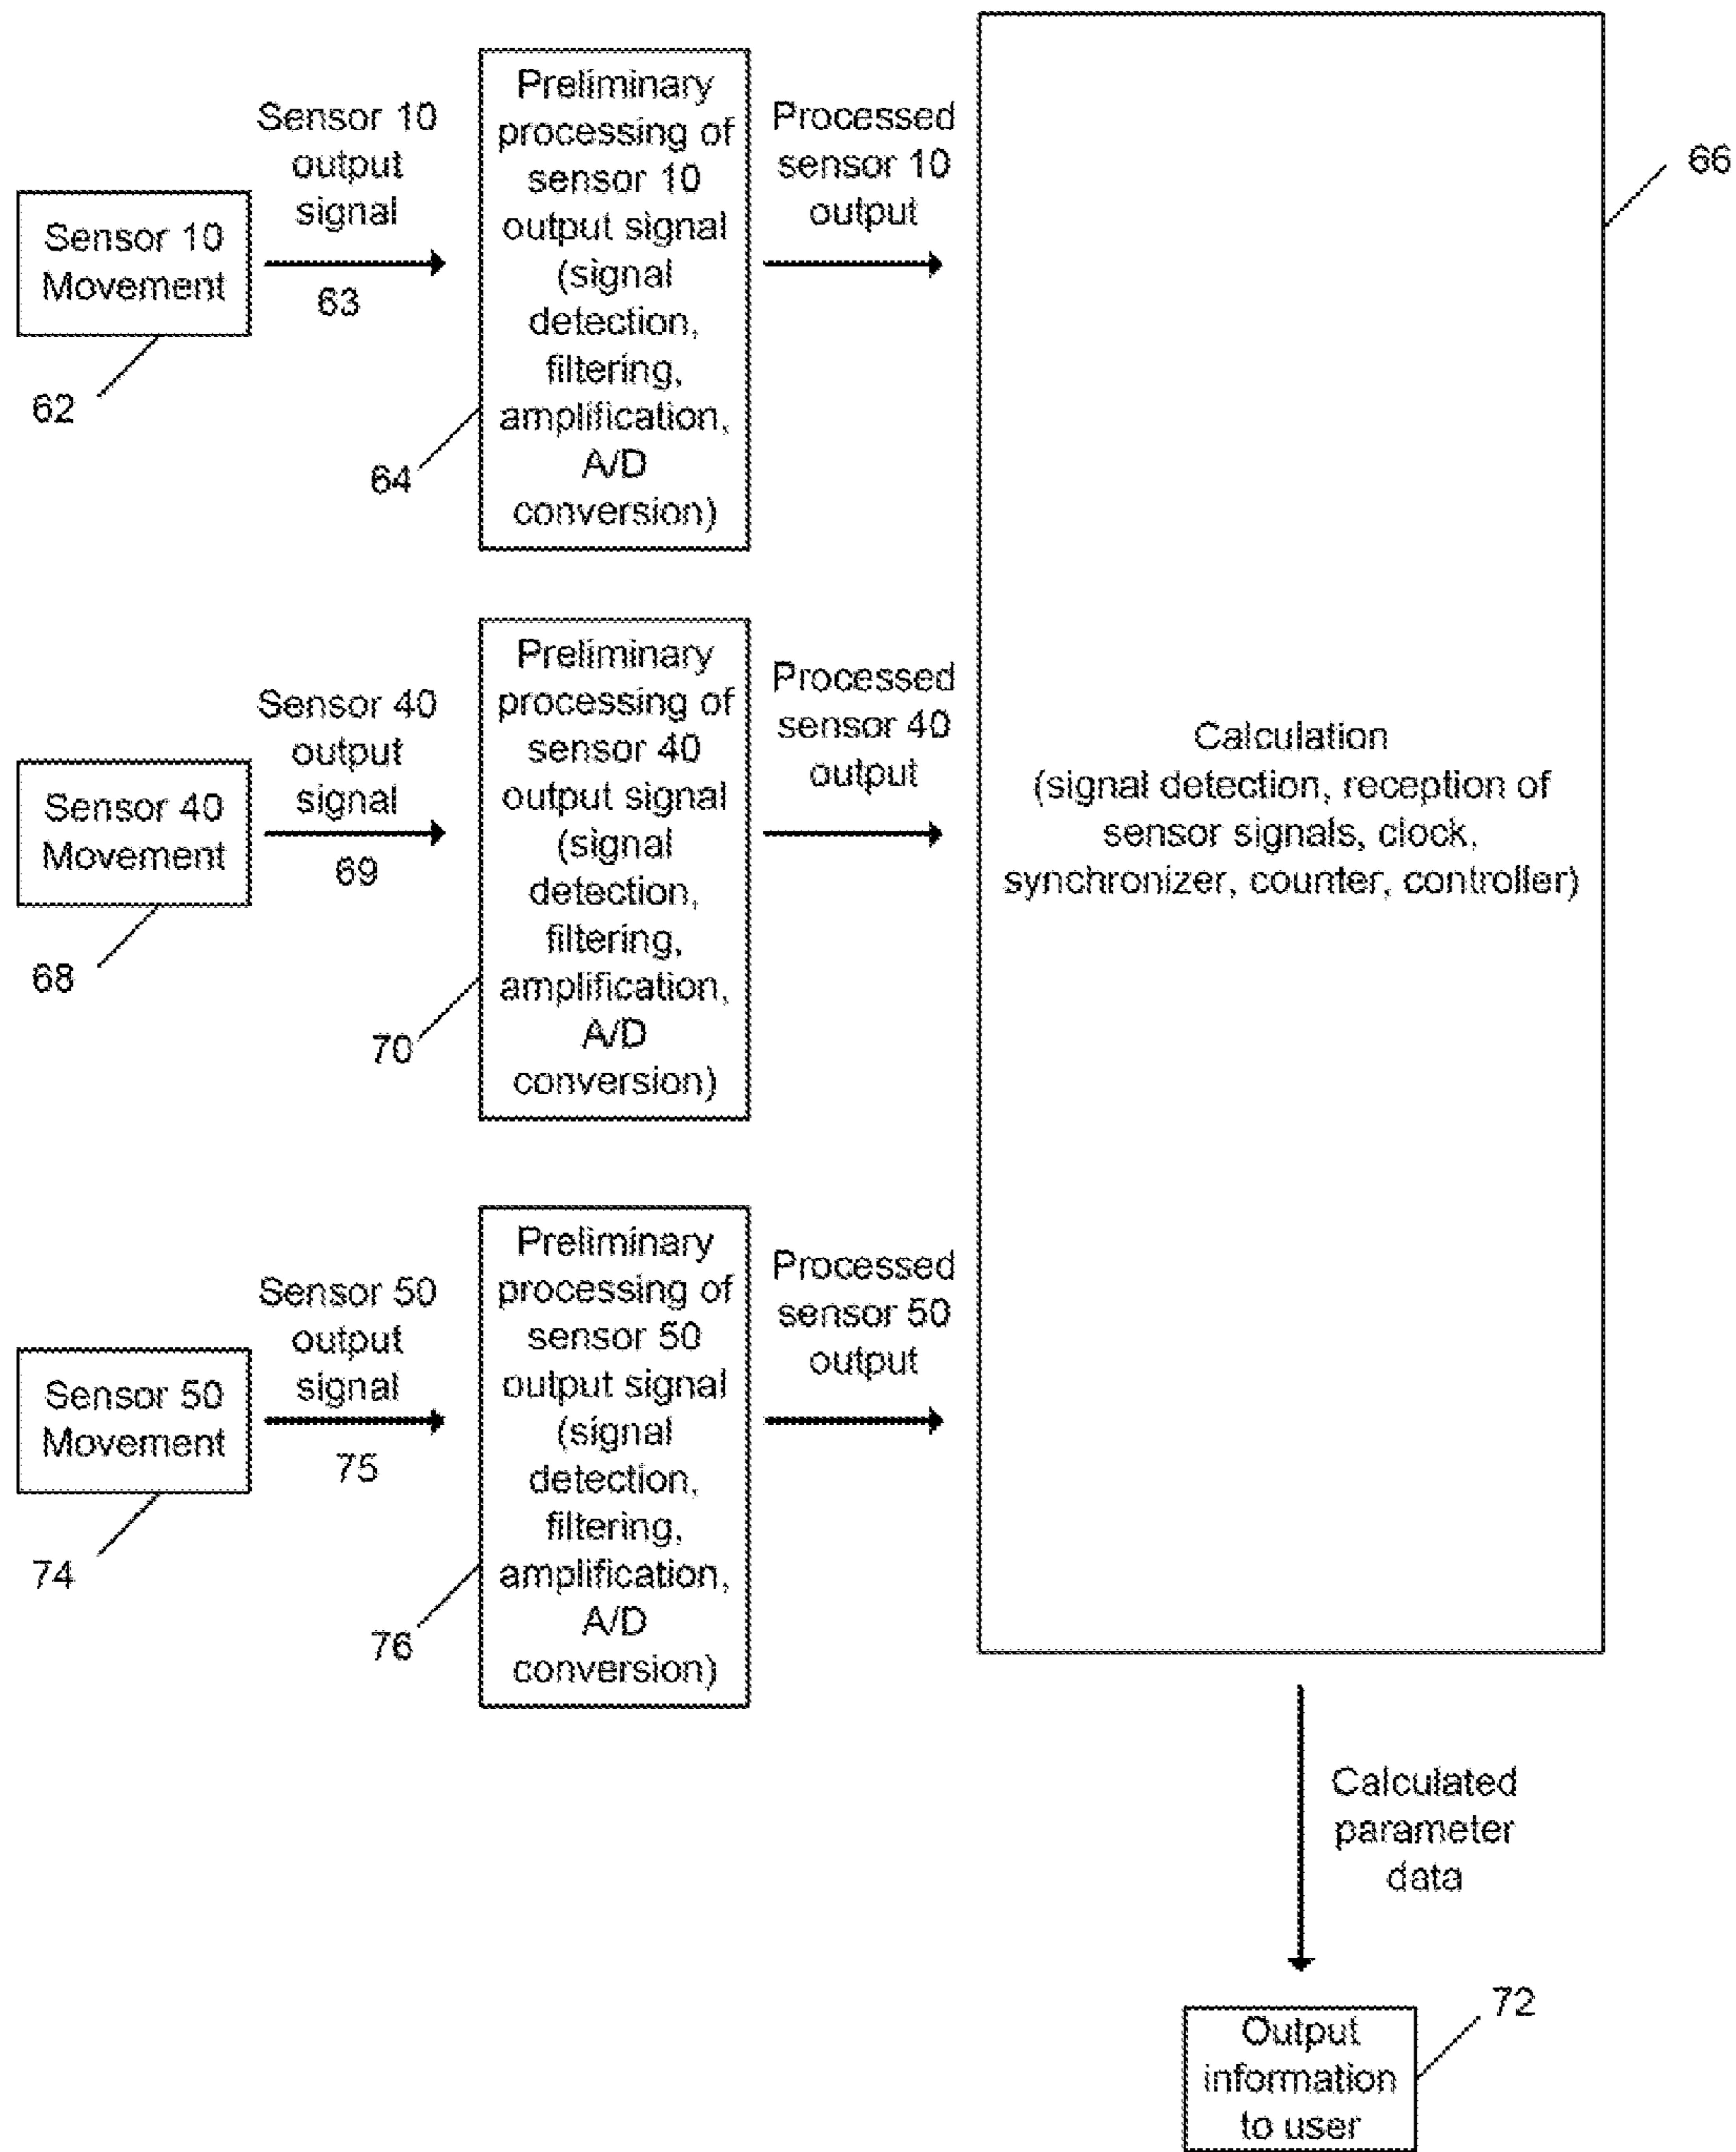 Sensor 10
Movement
62
Sensor 10
output
signal
63
Preliminary
processing of
sensor 10
output signal
(signal
detection,
filtering,
amplification,
A/D
conversion)
64
Processed
sensor 10
output
66
Sensor 40
Movement
68
Sensor 40
output
signal
69
Preliminary
processing of
sensor 40
output signal
(signal
detection,
filtering,
amplification,
A/D
conversion)
70
Processed
sensor 40
output
Calculation
(signal detection, reception of
sensor signals, clock,
synchronizer, counter, controller)
Sensor 50
Movement
74
Sensor 50
output
signal
75
Preliminary
processing of
sensor 50
output signal
(signal
detection,
filtering,
amplification,
A/D
conversion)
76
Processed
sensor 50
output
Calculated
parameter
data
72
Output
information
to user